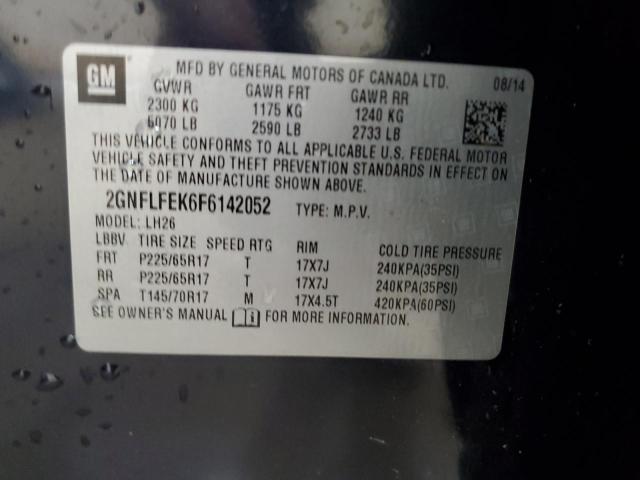 GM
MFD BY GENERAL MOTORS OF CANADA LTD. 08/14
GVWR GAWR FRT GAWR RR
2300 KG 1175 KG 1240 KG
5070 LB 2590 LB 2733 LB
THIS VEHICLE CONFORMS TO ALL APPLICABLE U.S. FEDERAL MOTOR
VEHICLE SAFETY AND THEFT PREVENTION STANDARDS IN EFFECT ON
THE DATE OF MANUFACTURE SHOWN ABOVE.
2GNFLFEK6F6142052 TYPE: M.P.V.
MODEL: LH26
LBBV TIRE SIZE SPEED RTG RIM COLD TIRE PRESSURE
FRT P225/65R17 T 17X7J 240KPA(35PSI)
RR P225/65R17 T 17X7J 240KPA(35PSI)
SPA T145/70R17 M 17X4.5T 420KPA(60PSI)
SEE OWNER'S MANUAL FOR MORE INFORMATION.